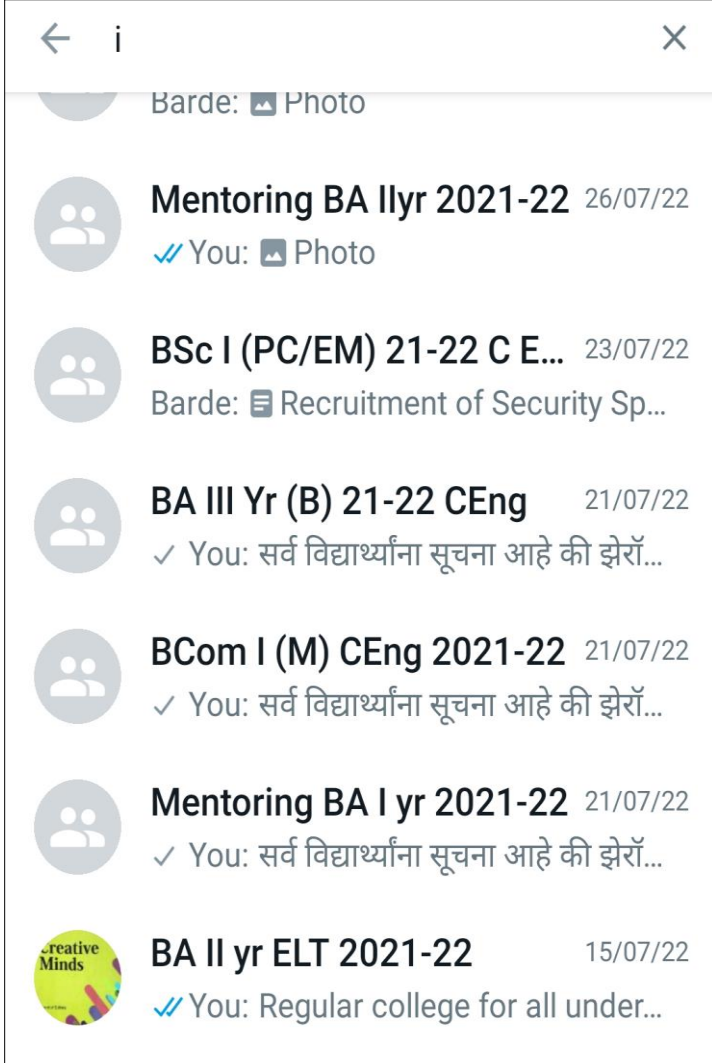 i
Barde: Photo
Mentoring BA IIyr 2021-22 26/07/22
You: Photo
BSc I (PC/EM) 21-22 C E... 23/07/22
Barde: Recruitment of Security Sp...
BA III Yr (B) 21-22 CEng 21/07/22
You: सर्व विद्यार्थ्यांना सूचना आहे की झेरॉ...
BCom I (M) CEng 2021-22 21/07/22
You: सर्व विद्यार्थ्यांना सूचना आहे की झेरॉ...
Mentoring BA I yr 2021-22 21/07/22
You: सर्व विद्यार्थ्यांना सूचना आहे की झेरॉ...
Creative
Minds
BA II yr ELT 2021-22 15/07/22
You: Regular college for all under...